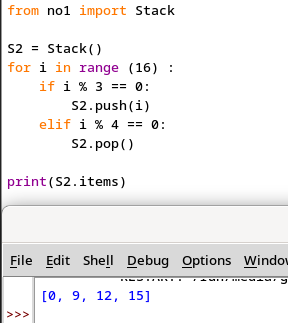 from no1 import Stack
S2 = Stack()
for i in range (16) :
    if i % 3 == 0:
        S2.push(i)
    elif i % 4 == 0:
        S2.pop()
print(S2.items)
File Edit Shell Debug Options Window
[0, 9, 12, 15]
>>>